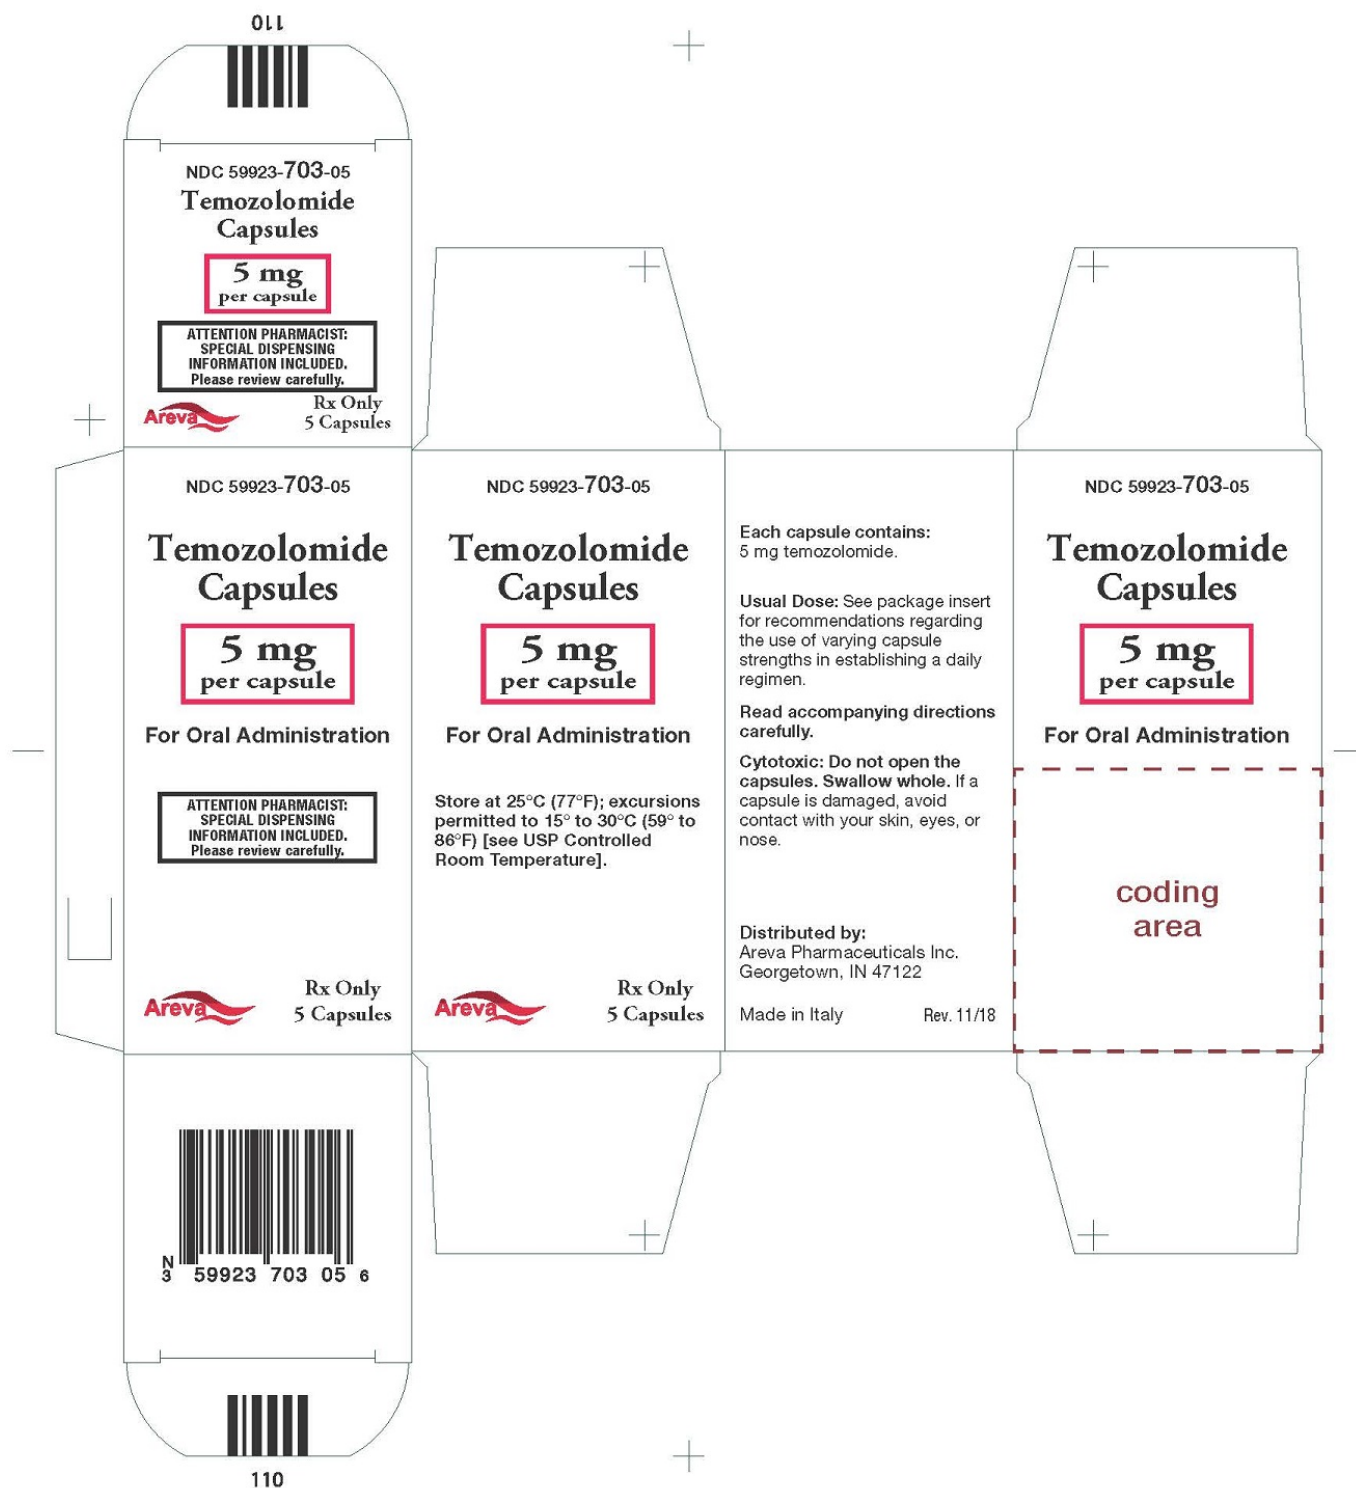 110
NDC 59923-703-05
Temozolomide
Capsules
5 mg
per capsule
ATTENTION PHARMACIST:
SPECIAL DISPENSING
INFORMATION INCLUDED.
Please review carefully.
Areva
Rx Only
5 Capsules
NDC 59923-703-05
Temozolomide
Capsules
5 mg
per capsule
For Oral Administration
ATTENTION PHARMACIST:
SPECIAL DISPENSING
INFORMATION INCLUDED.
Please review carefully.
Areva
Rx Only
5 Capsules
NDC 59923-703-05
Temozolomide
Capsules
5 mg
per capsule
For Oral Administration
Store at 25°C (77°F); excursions
permitted to 15° to 30°C (59° to
86°F) [see USP Controlled
Room Temperature].
Areva
Rx Only
5 Capsules
Each capsule contains:
5 mg temozolomide.
Usual Dose: See package insert
for recommendations regarding
the use of varying capsule
strengths in establishing a daily
regimen.
Read accompanying directions
carefully.
Cytotoxic: Do not open the
capsules. Swallow whole. If a
capsule is damaged, avoid
contact with your skin, eyes, or
nose.
Distributed by:
Areva Pharmaceuticals Inc.
Georgetown, IN 47122
Made in Italy Rev. 11/18
NDC 59923-703-05
Temozolomide
Capsules
5 mg
per capsule
For Oral Administration
coding
area
N
3 59923 703 05 6
110